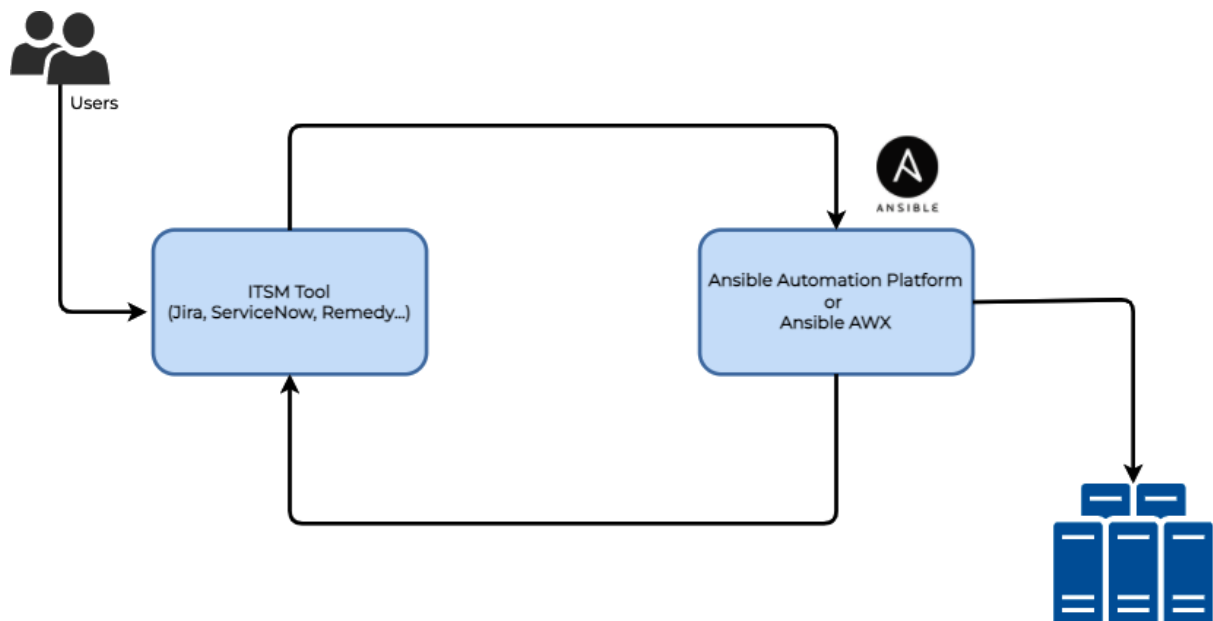 Users
ANSIBLE
ITSM Tool
(Jira, ServiceNow, Remedy...)
Ansible Automation Platform
or
Ansible AWX